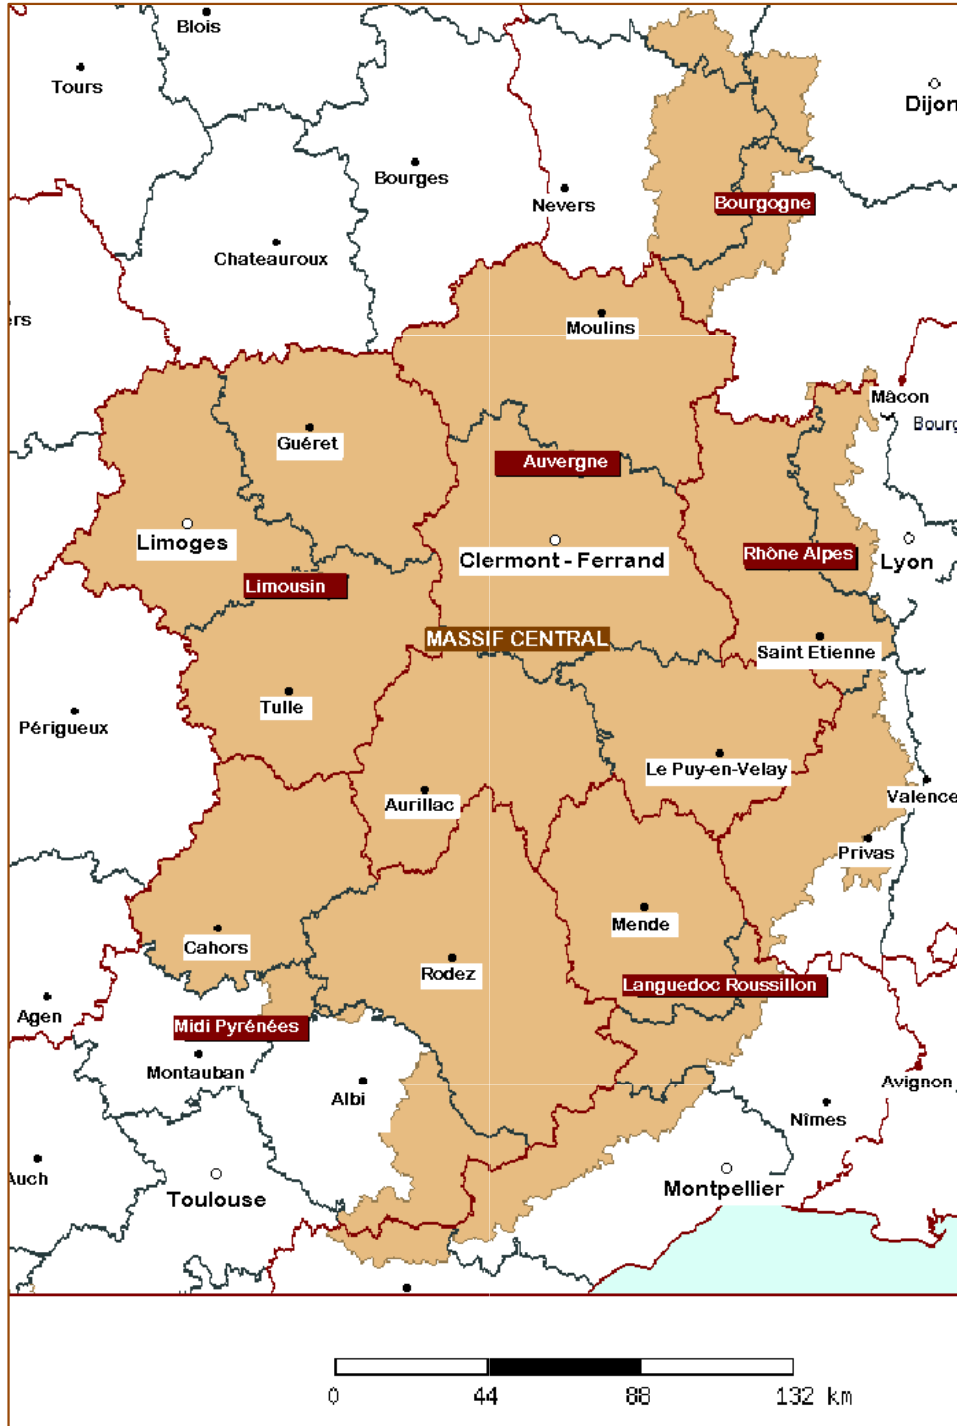 Blois
Tours
Dijon
Bourges
Nevers
Bourgogne
Chateauroux
ers
Moulins
Mâcon
Bourg
Guéret
Auvergne
Limoges
Clermont - Ferrand
Rhône Alpes
Lyon
Limousin
MASSIF CENTRAL
Saint Etienne
Tulle
Périgueux
Le Puy-en-Velay
Aurillac
Valence
Privas
Mende
Cahors
Rodez
Languedoc Roussillon
Agen
Midi Pyrénées
Montauban
Avignon
Albi
Nîmes
Auch
Toulouse
Montpellier
0 44 88 132 km